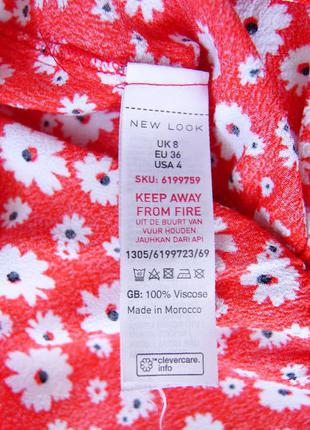 NEW LOOK
UK 8
EU 36
USA 4
SKU: 6199759
KEEP AWAY
FROM FIRE
UIT DE BUURT VAN
VUUR HOUDEN
JAUHKAN DARI API
1305/6199723/69
GB: 100% Viscose
Made in Morocco
™clevercare.
info